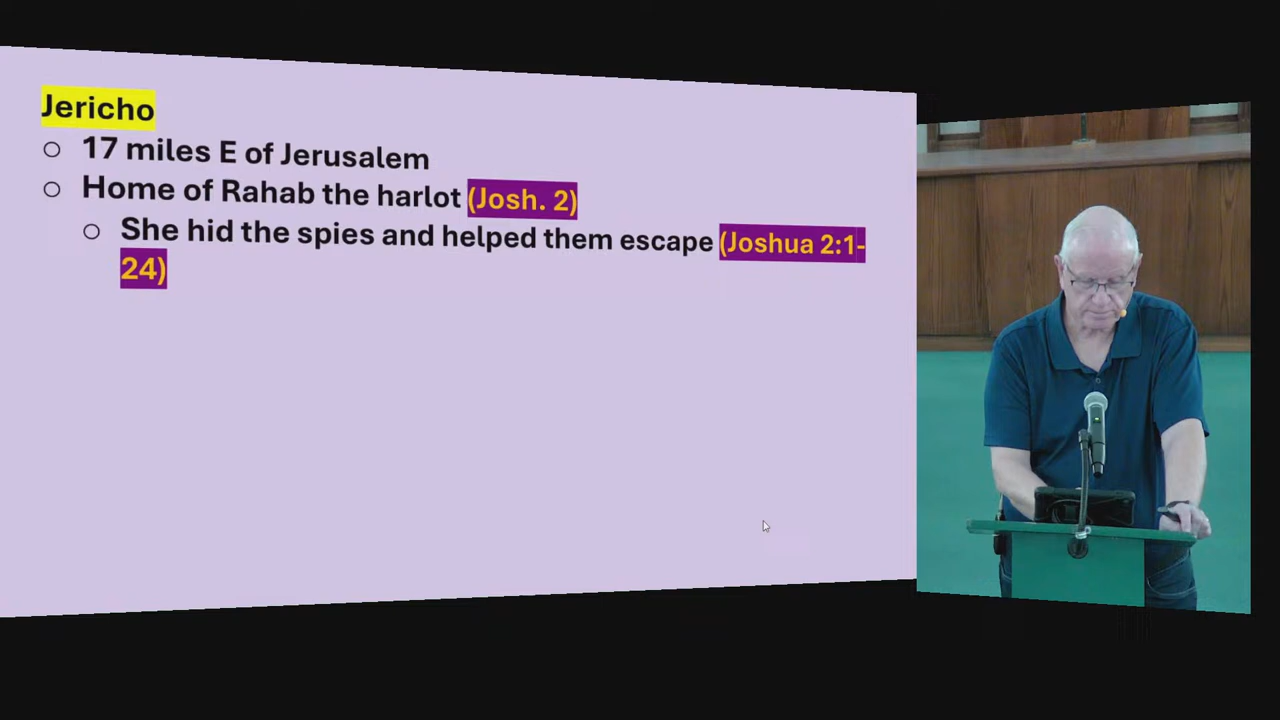 Jericho
17 miles E of Jerusalem
Home of Rahab the harlot (Josh. 2)
She hid the spies and helped them escape (Joshua 2:1-
24)